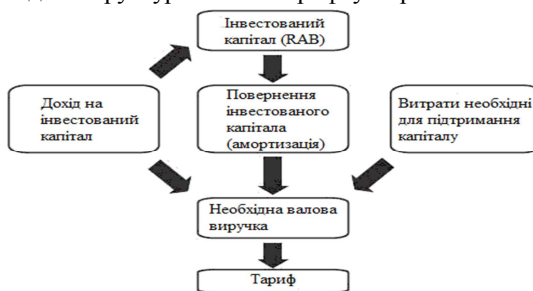 Інвестований
капітал (RAB)
Дохід на
інвестований
капітал
Повернення
інвестованого
капітала
(амортизація)
Витрати необхідні
для підтримання
капіталу
Необхідна валова
виручка
Тариф